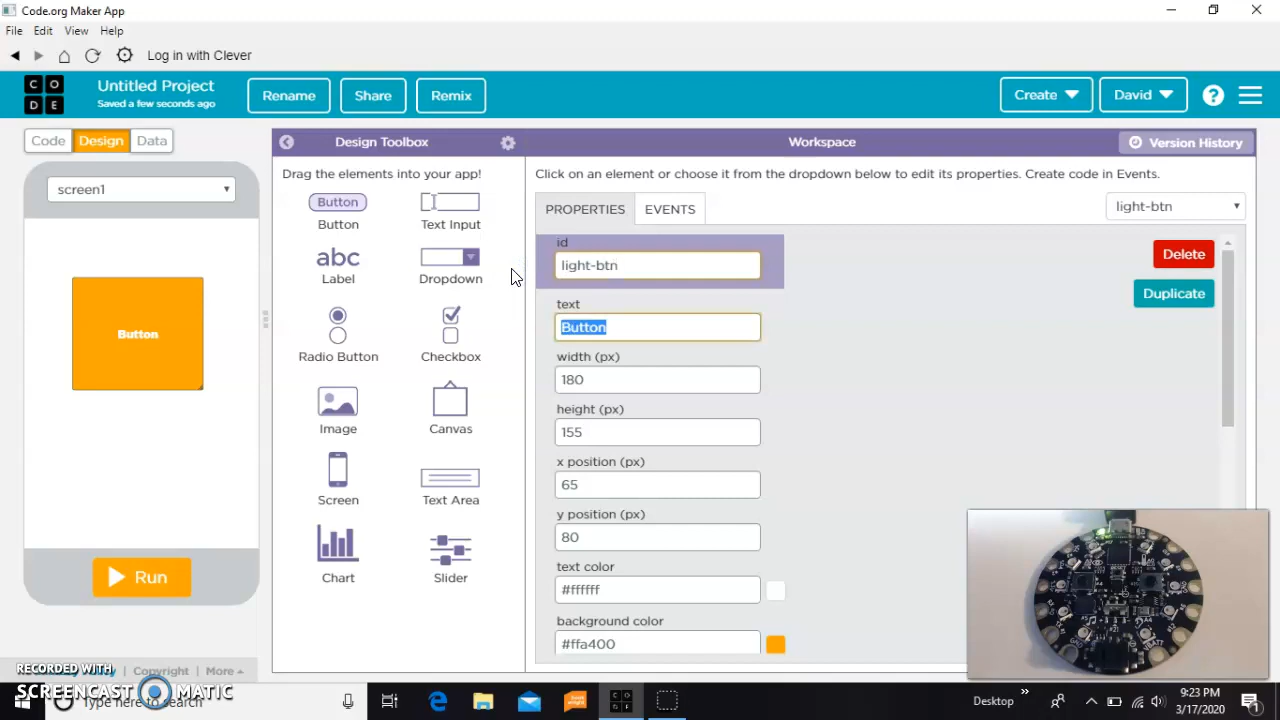 Code.org Maker App
File Edit View Help
Log in with Clever
C O D E
Untitled Project
Saved a few seconds ago
Rename
Share
Remix
Create
David
?
Code
Design
Data
Design Toolbox
Workspace
Version History
screen1
Drag the elements into your app!
Click on an element or choose it from the dropdown below to edit its properties. Create code in Events.
Button
Button
Text Input
abc
Label
Dropdown
Radio Button
Checkbox
Image
Canvas
Screen
Text Area
Chart
Slider
PROPERTIES
EVENTS
light-btn
id
light-btn
Delete
text
Button
Duplicate
width (px)
180
height (px)
155
x position (px)
65
y position (px)
80
text color
#ffffff
background color
#ffa400
Button
Run
Copyright
More
RECORDED WITH
SCREENCAST MATIC
Type here to search
C O D E
Desktop
9:23 PM
3/17/2020
1